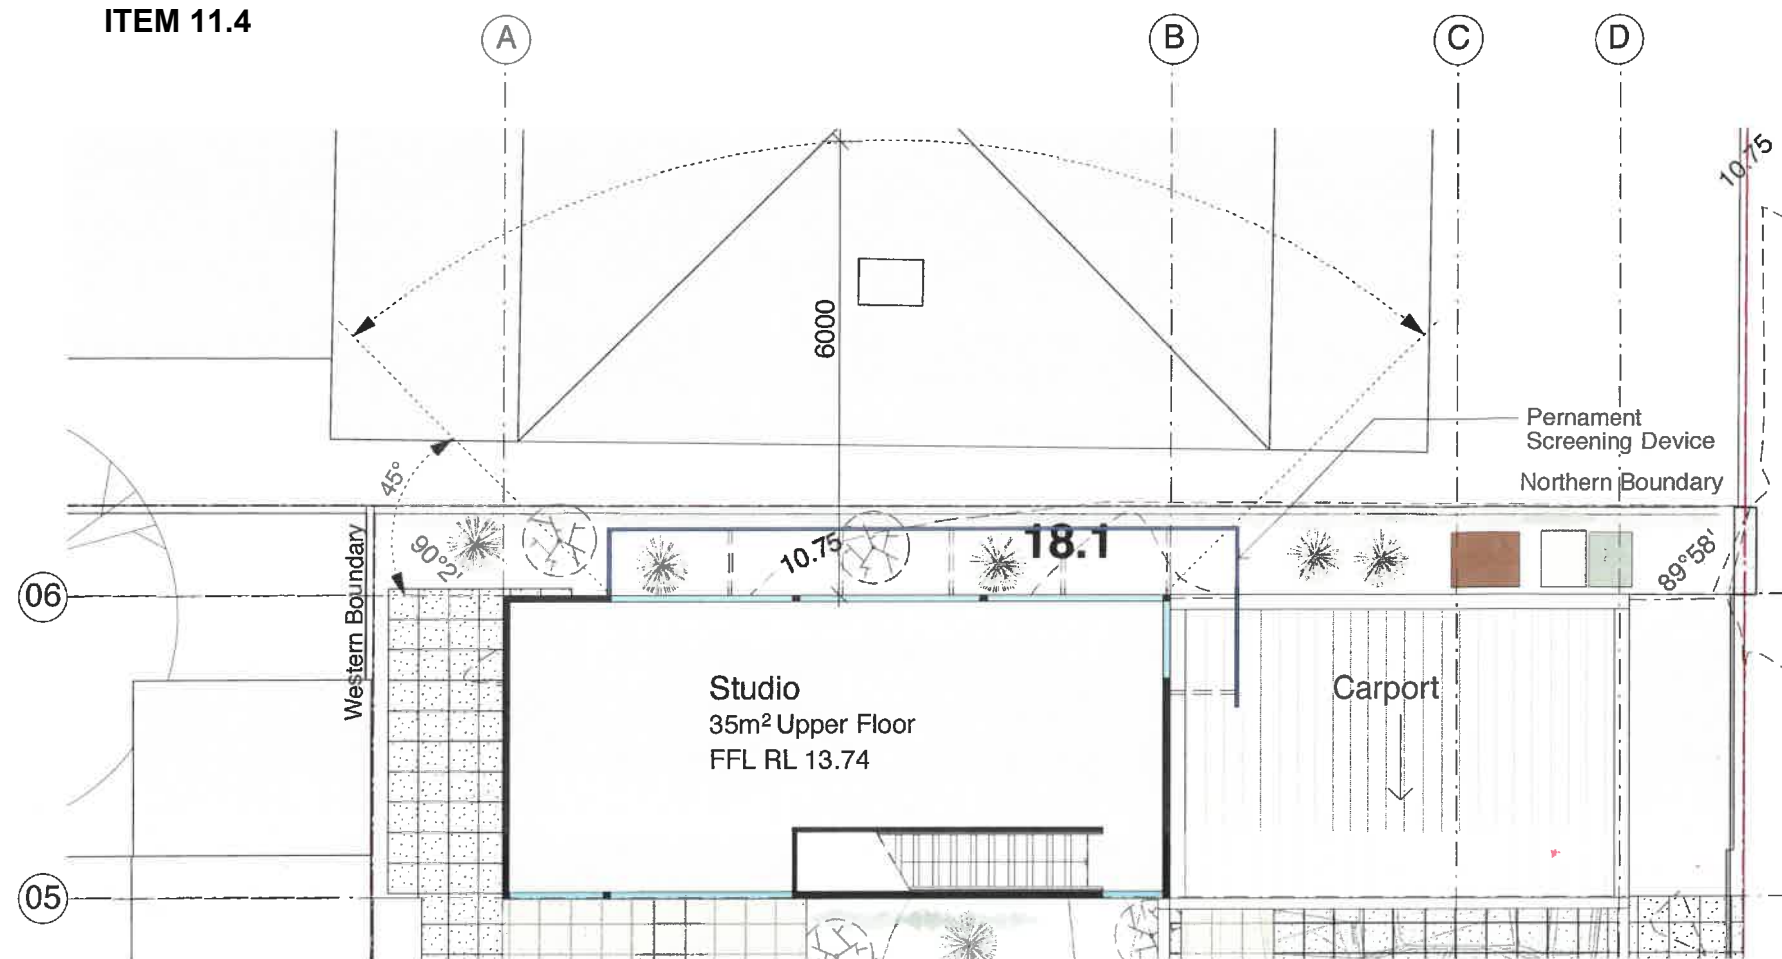 ITEM 11.4
A
B
C
D
10.75
6000
Pernament
Screening Device
Northern Boundary
45°
90°2'
10.75
18.1
89°58'
06
Western Boundary
Studio
35m² Upper Floor
FFL RL 13.74
Carport
05